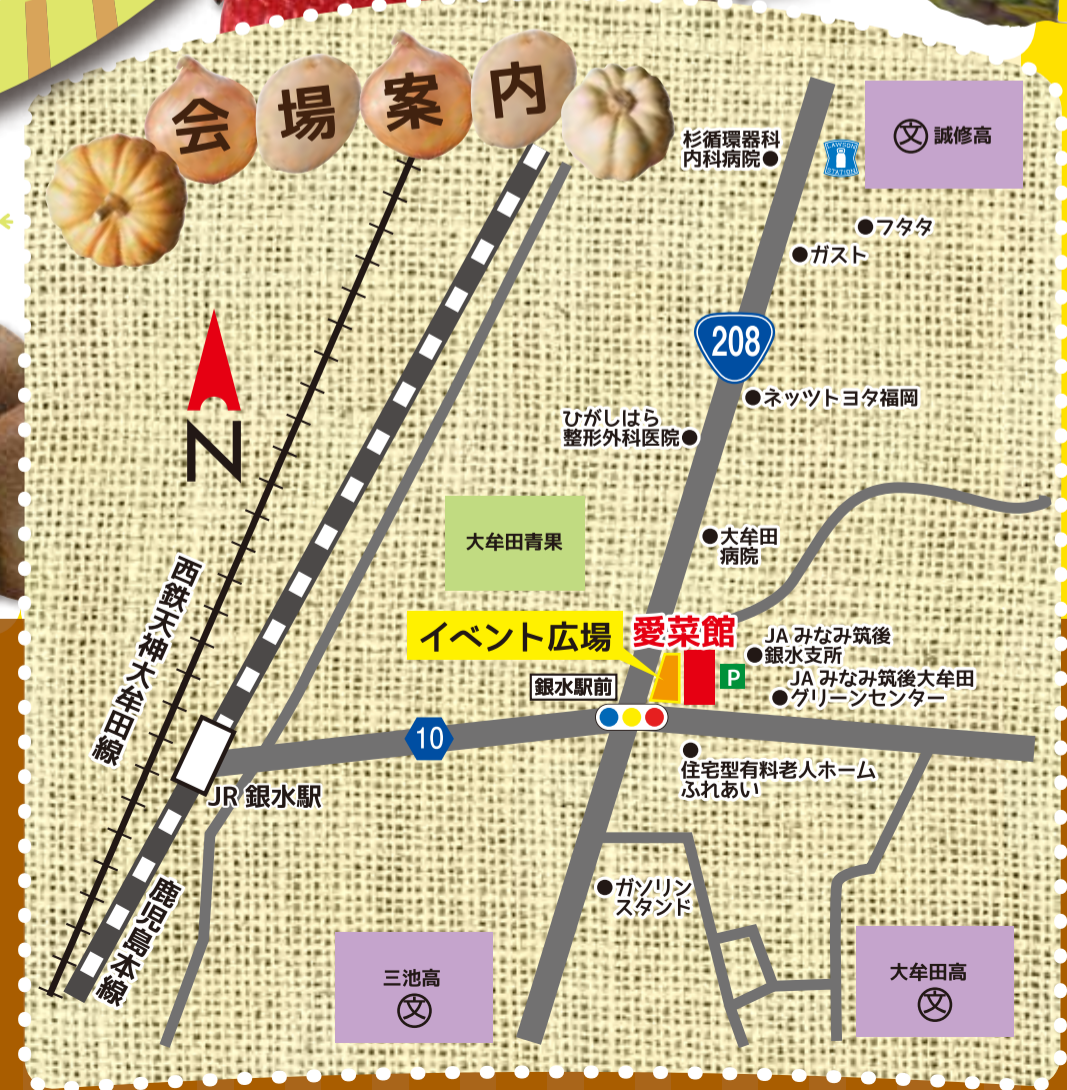 会場案内
杉循環器科
内科病院
LAWSON
STATION
文 誠修高
フタタ
ガスト
208
N
ネッツトヨタ福岡
ひがしはら
整形外科医院
大牟田青果
大牟田
病院
西鉄天神大牟田線
イベント広場
愛菜館
JAみなみ筑後
銀水支所
P
銀水駅前
JAみなみ筑後大牟田
グリーンセンター
10
住宅型有料老人ホーム
ふれあい
JR 銀水駅
鹿児島本線
ガソリン
スタンド
三池高
文
大牟田高
文